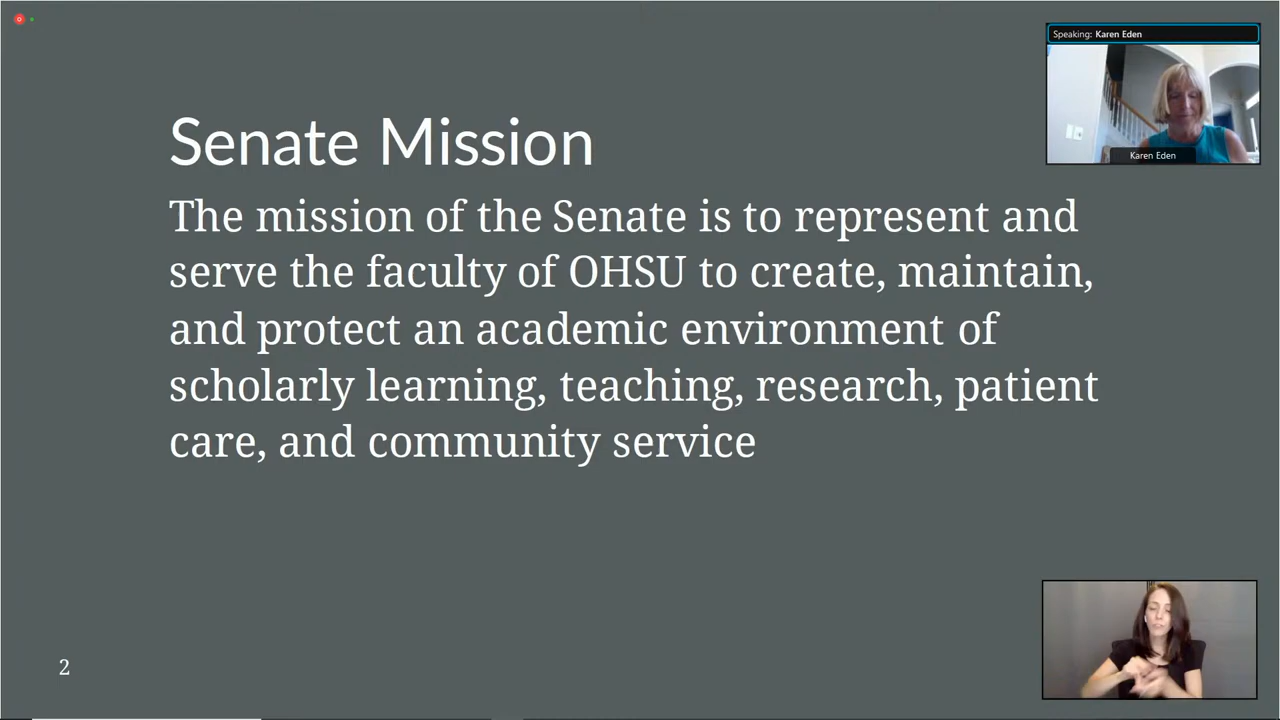 Speaking: Karen Eden
Karen Eden
Senate Mission
The mission of the Senate is to represent and
serve the faculty of OHSU to create, maintain,
and protect an academic environment of
scholarly learning, teaching, research, patient
care, and community service
2